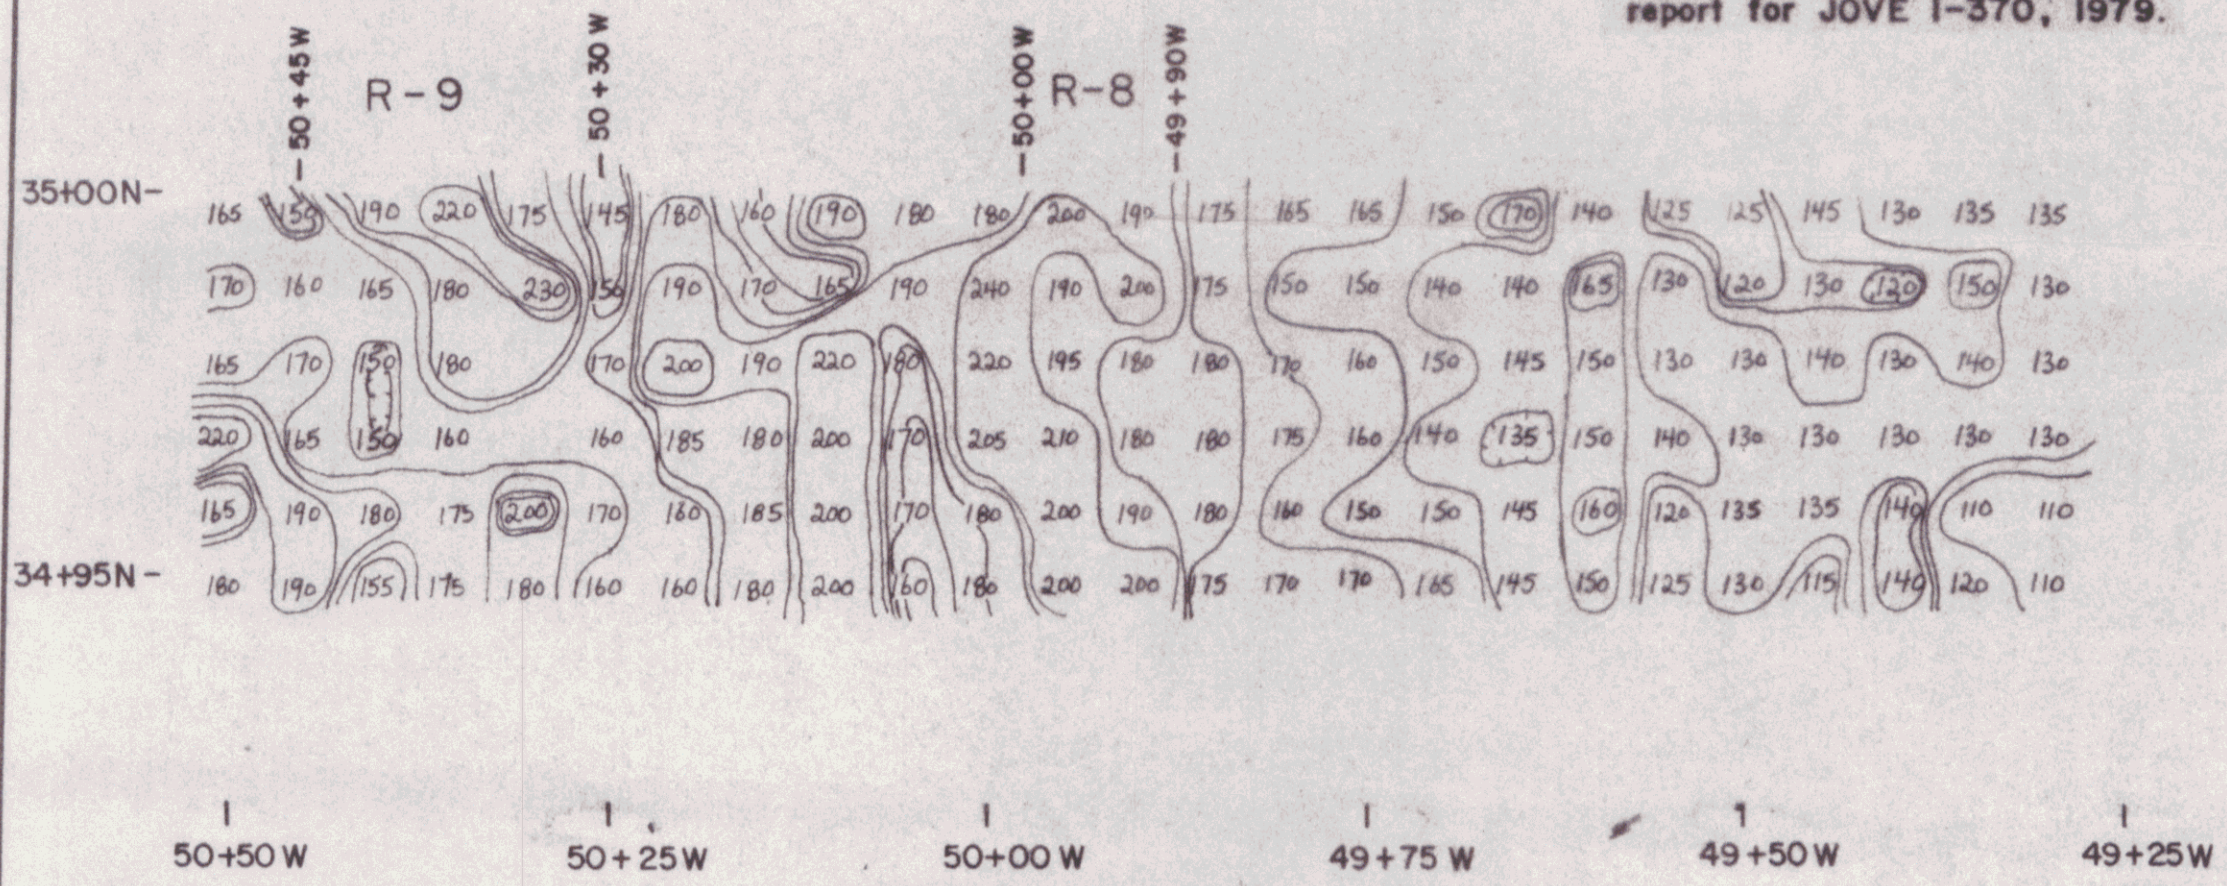 report for JOVE 1-370, 1979.
-50+45W
R-9
-50+30W
-50+00W
R-8
-49+90W
35+00N-
165 150 190 220 175 145 180 160 190 180 180 200 190 175 165 165 150 170 140 125 125 145 130 135 135
170 160 165 180 230 150 190 170 165 190 240 190 200 175 150 150 140 140 165 130 120 130 120 150 130
165 170 150 180 170 200 190 220 180 220 195 180 180 170 160 150 145 150 130 130 140 130 140 130
220 165 150 160 160 185 180 200 170 205 210 180 180 175 160 140 135 150 140 130 130 130 130 130
165 190 180 175 200 170 160 185 200 170 180 200 190 180 160 150 150 145 160 120 135 135 140 110 110
34+95N-
180 190 155 175 180 160 160 180 200 160 180 200 200 175 170 170 165 145 150 125 130 115 140 120 110
50+50W 50+25W 50+00W 49+75W 49+50W 49+25W